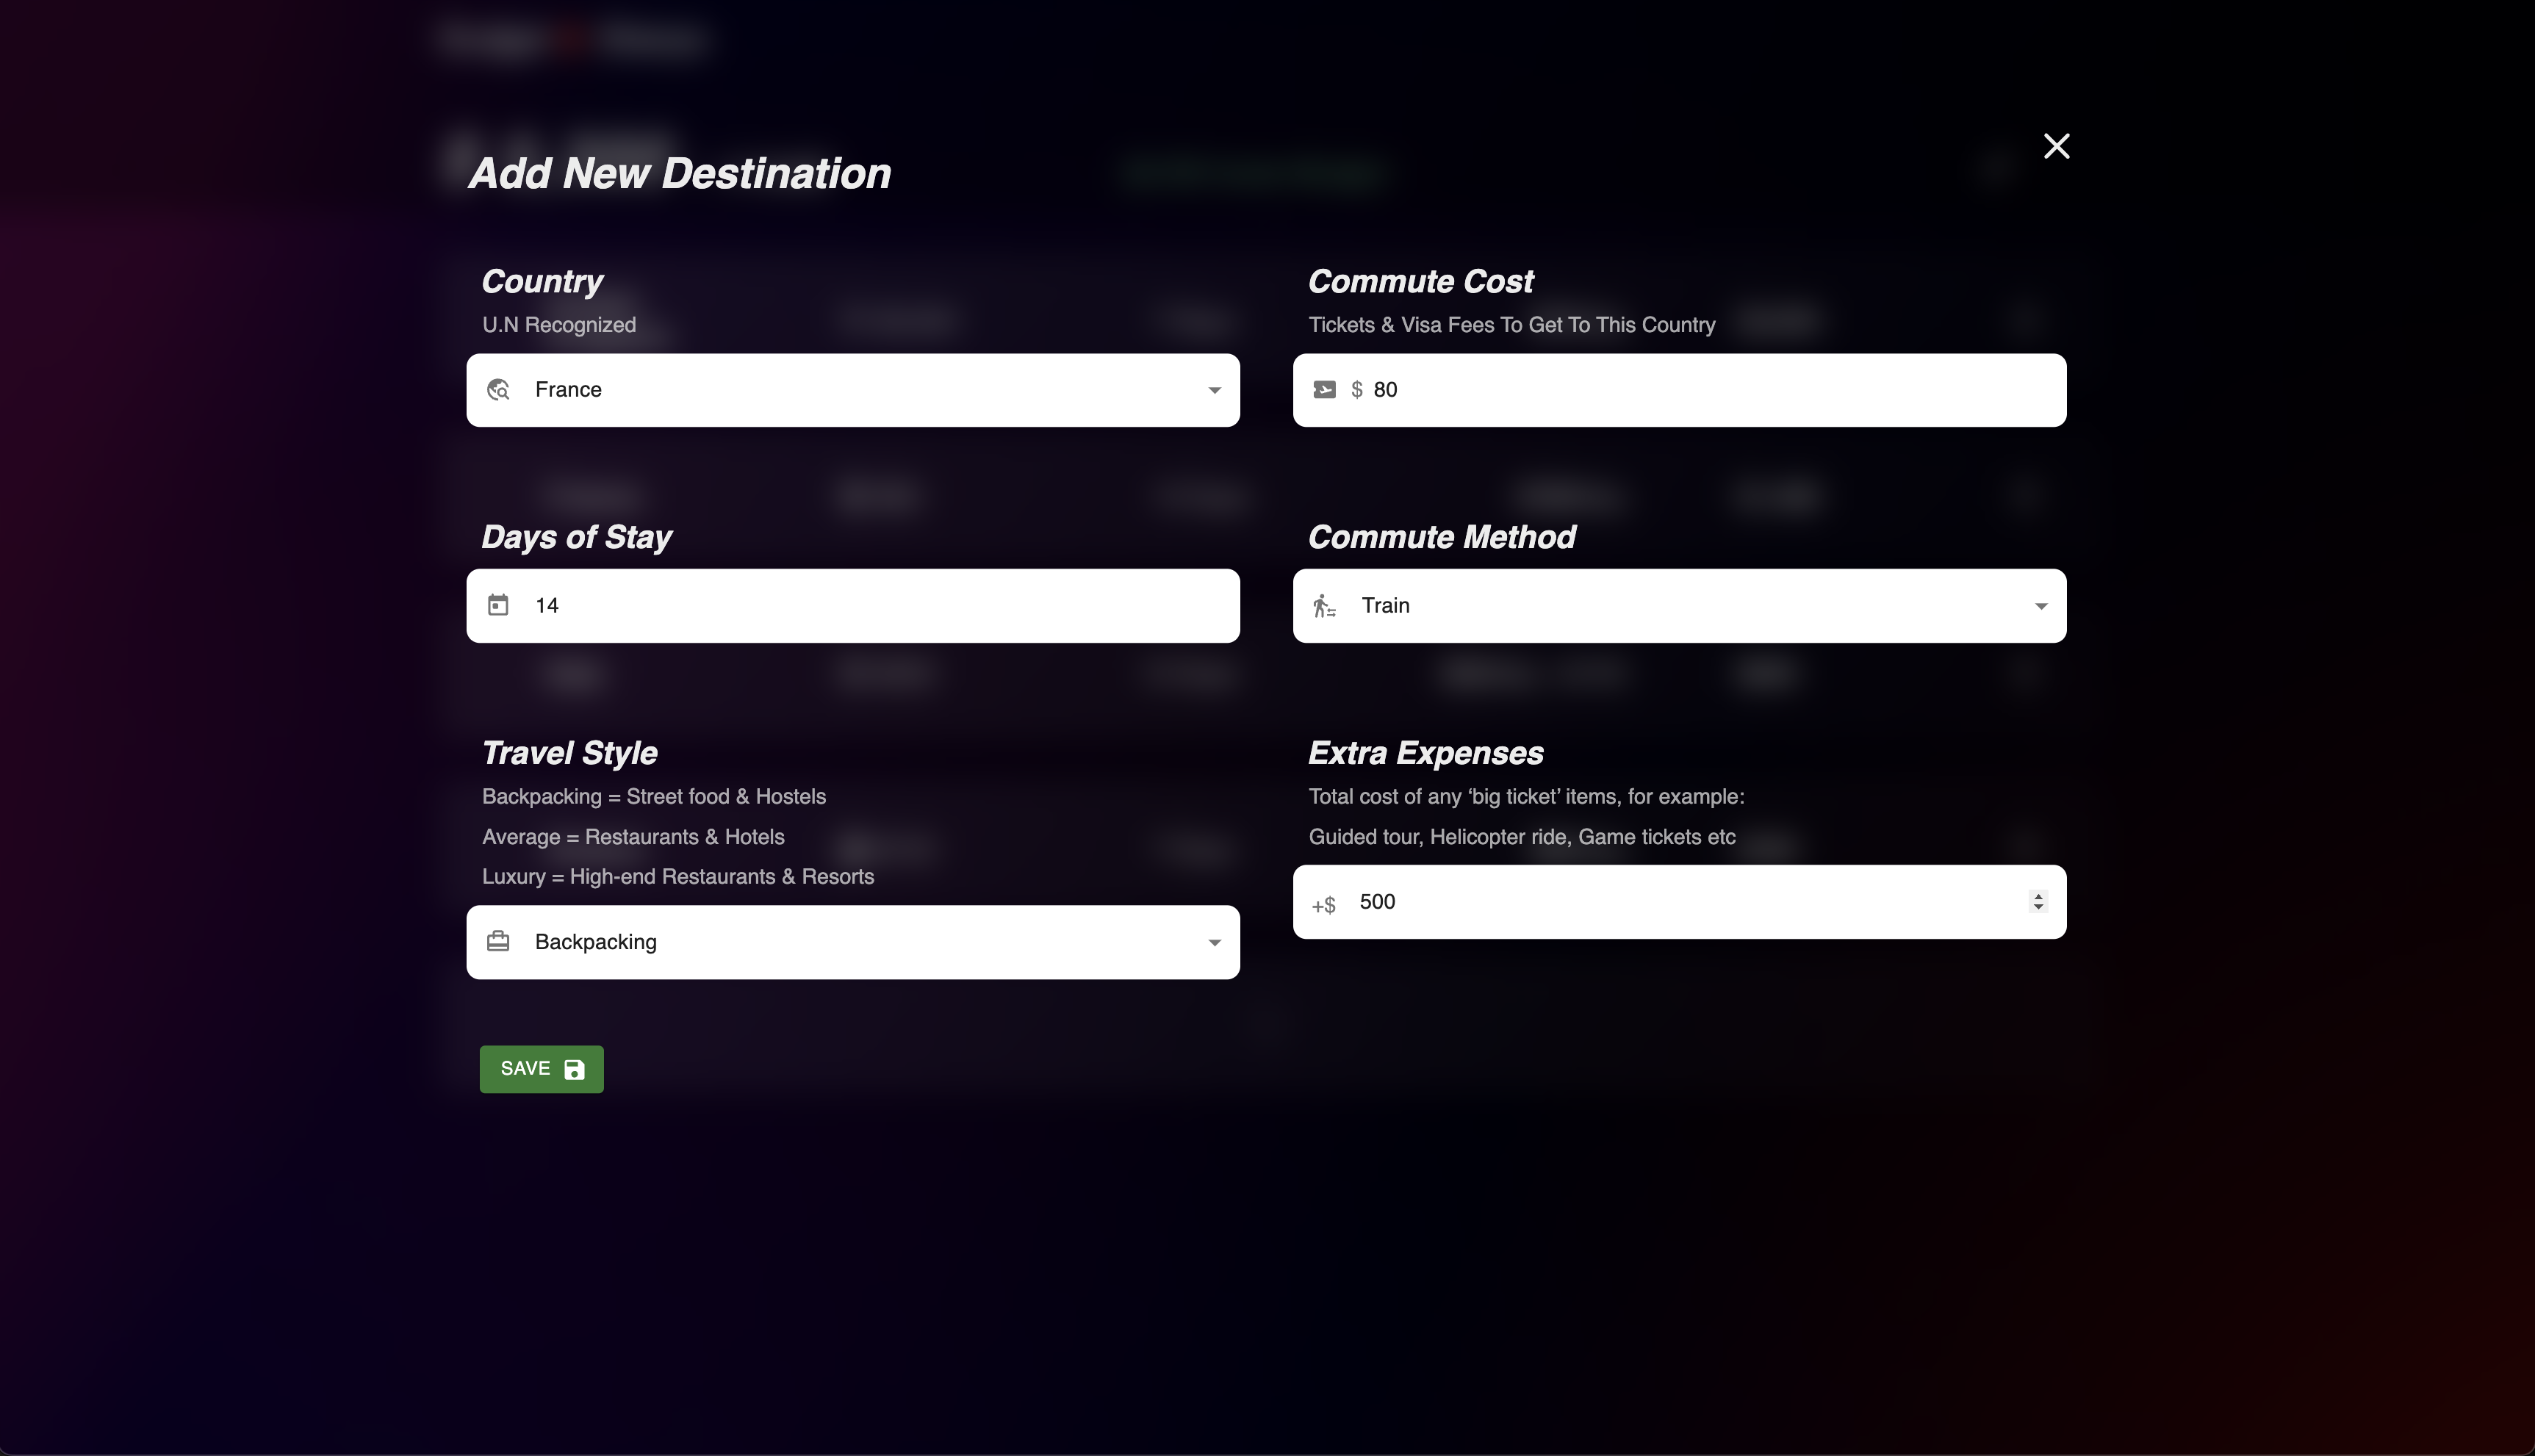 Add New Destination
Country
U.N Recognized
France
Commute Cost
Tickets & Visa Fees To Get To This Country
$ 80
Days of Stay
14
Commute Method
Train
Travel Style
Backpacking = Street food & Hostels
Average = Restaurants & Hotels
Luxury = High-end Restaurants & Resorts
Backpacking
Extra Expenses
Total cost of any ‘big ticket’ items, for example:
Guided tour, Helicopter ride, Game tickets etc
+$ 500
SAVE